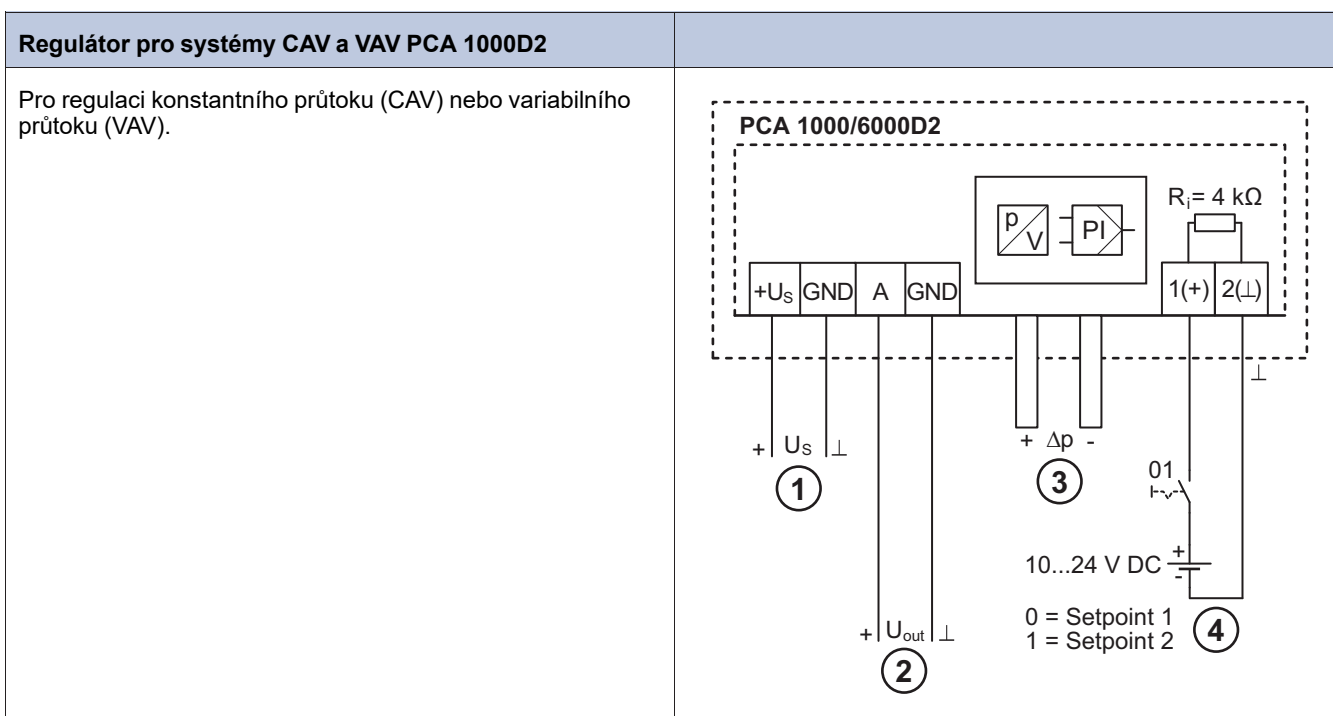 Regulátor pro systémy CAV a VAV PCA 1000D2
Pro regulaci konstantního průtoku (CAV) nebo variabilního
průtoku (VAV).
PCA 1000/6000D2
Ri= 4 kΩ
p
V
PI
+US GND A GND
1(+) 2(⊥)
⊥
+ US ⊥
1
+ Δp -
3
01
10...24 V DC
+
-
0 = Setpoint 1
1 = Setpoint 2
4
+ Uout ⊥
2